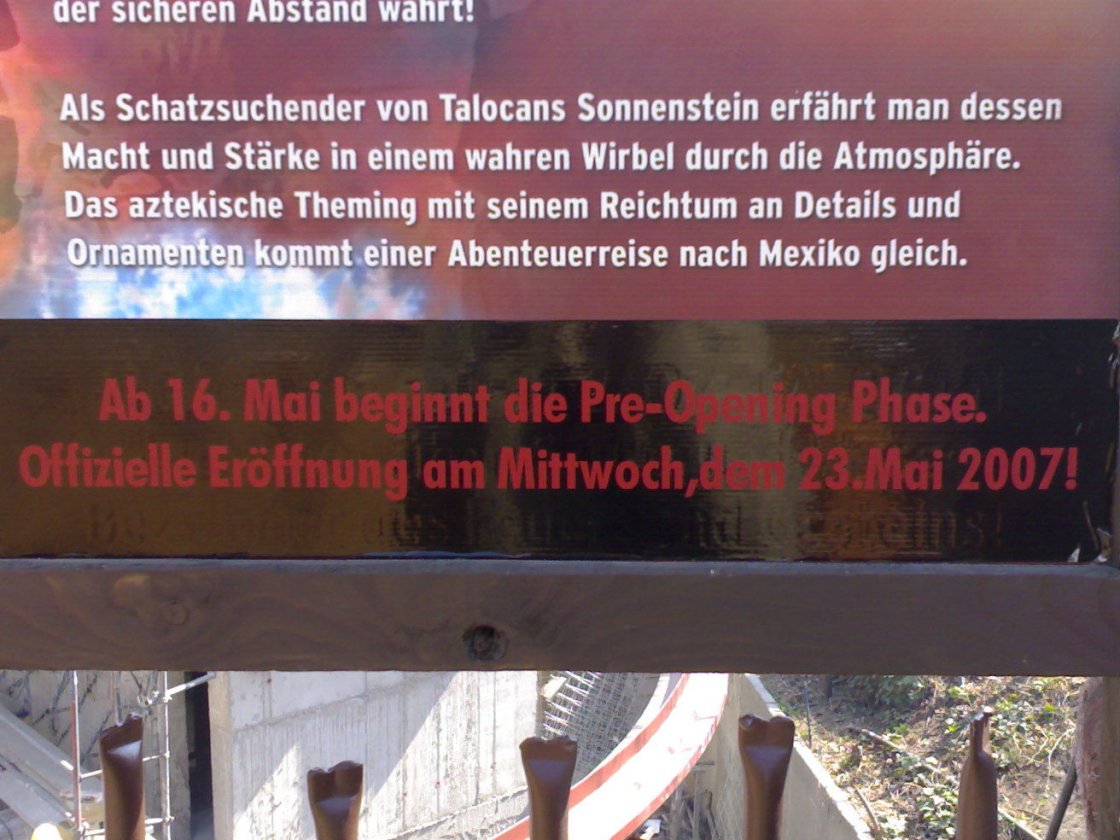 der sicheren Abstand wahrt!
Als Schatzsuchender von Talocans Sonnenstein erfährt man dessen
Macht und Stärke in einem wahren Wirbel durch die Atmosphäre.
Das aztekische Theming mit seinem Reichtum an Details und
Ornamenten kommt einer Abenteuerreise nach Mexiko gleich.
Ab 16. Mai beginnt die Pre-Opening Phase.
Offizielle Eröffnung am Mittwoch,dem 23.Mai 2007!